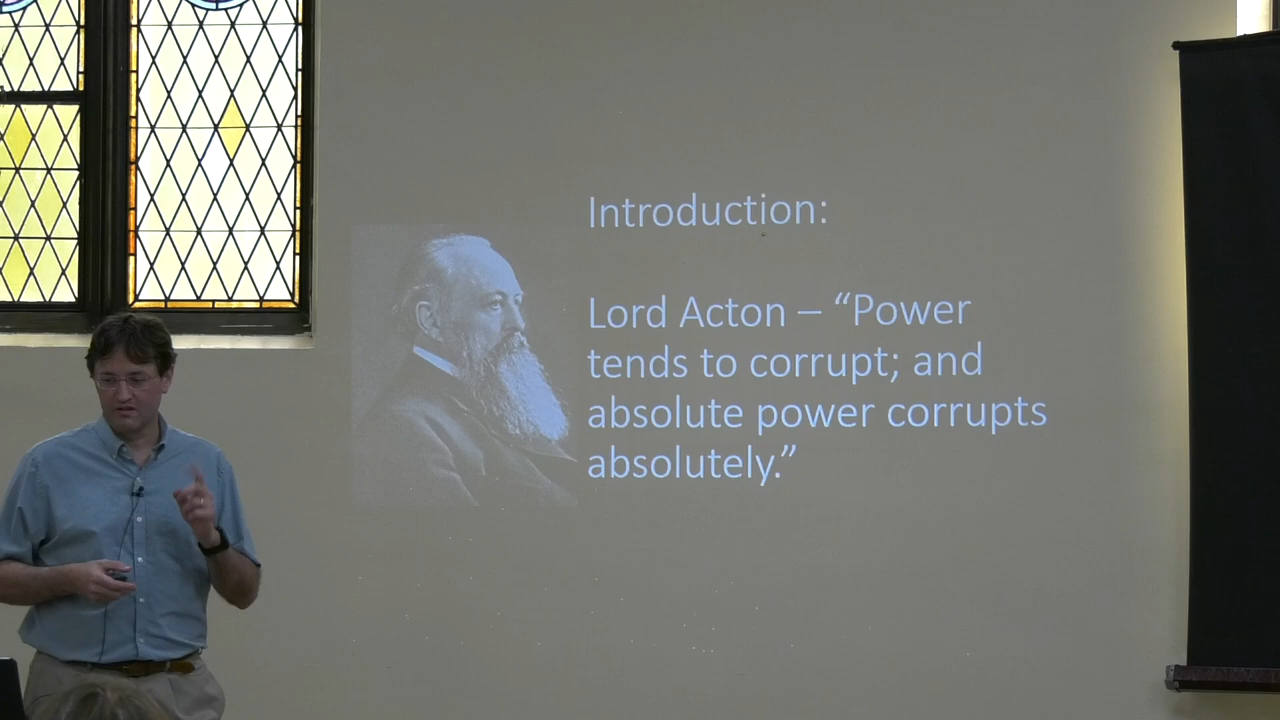 Introduction:
Lord Acton – “Power
tends to corrupt; and
absolute power corrupts
absolutely.”